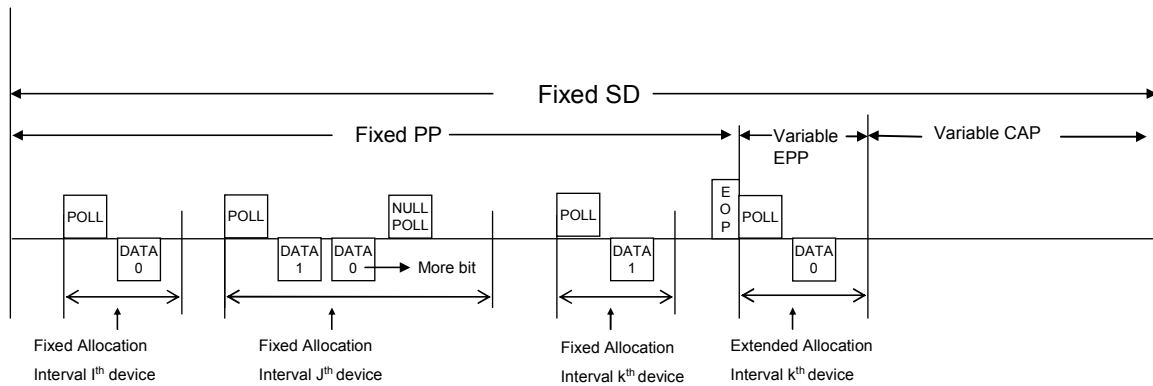 Fixed SD
Fixed PP
Variable
EPP
Variable CAP
POLL
DATA
0
POLL
DATA
1
DATA
0
NULL
POLL
More bit
POLL
DATA
1
E
O
P
POLL
DATA
0
Fixed Allocation
Interval Ith device
Fixed Allocation
Interval Jth device
Fixed Allocation
Interval kth device
Extended Allocation
Interval kth device